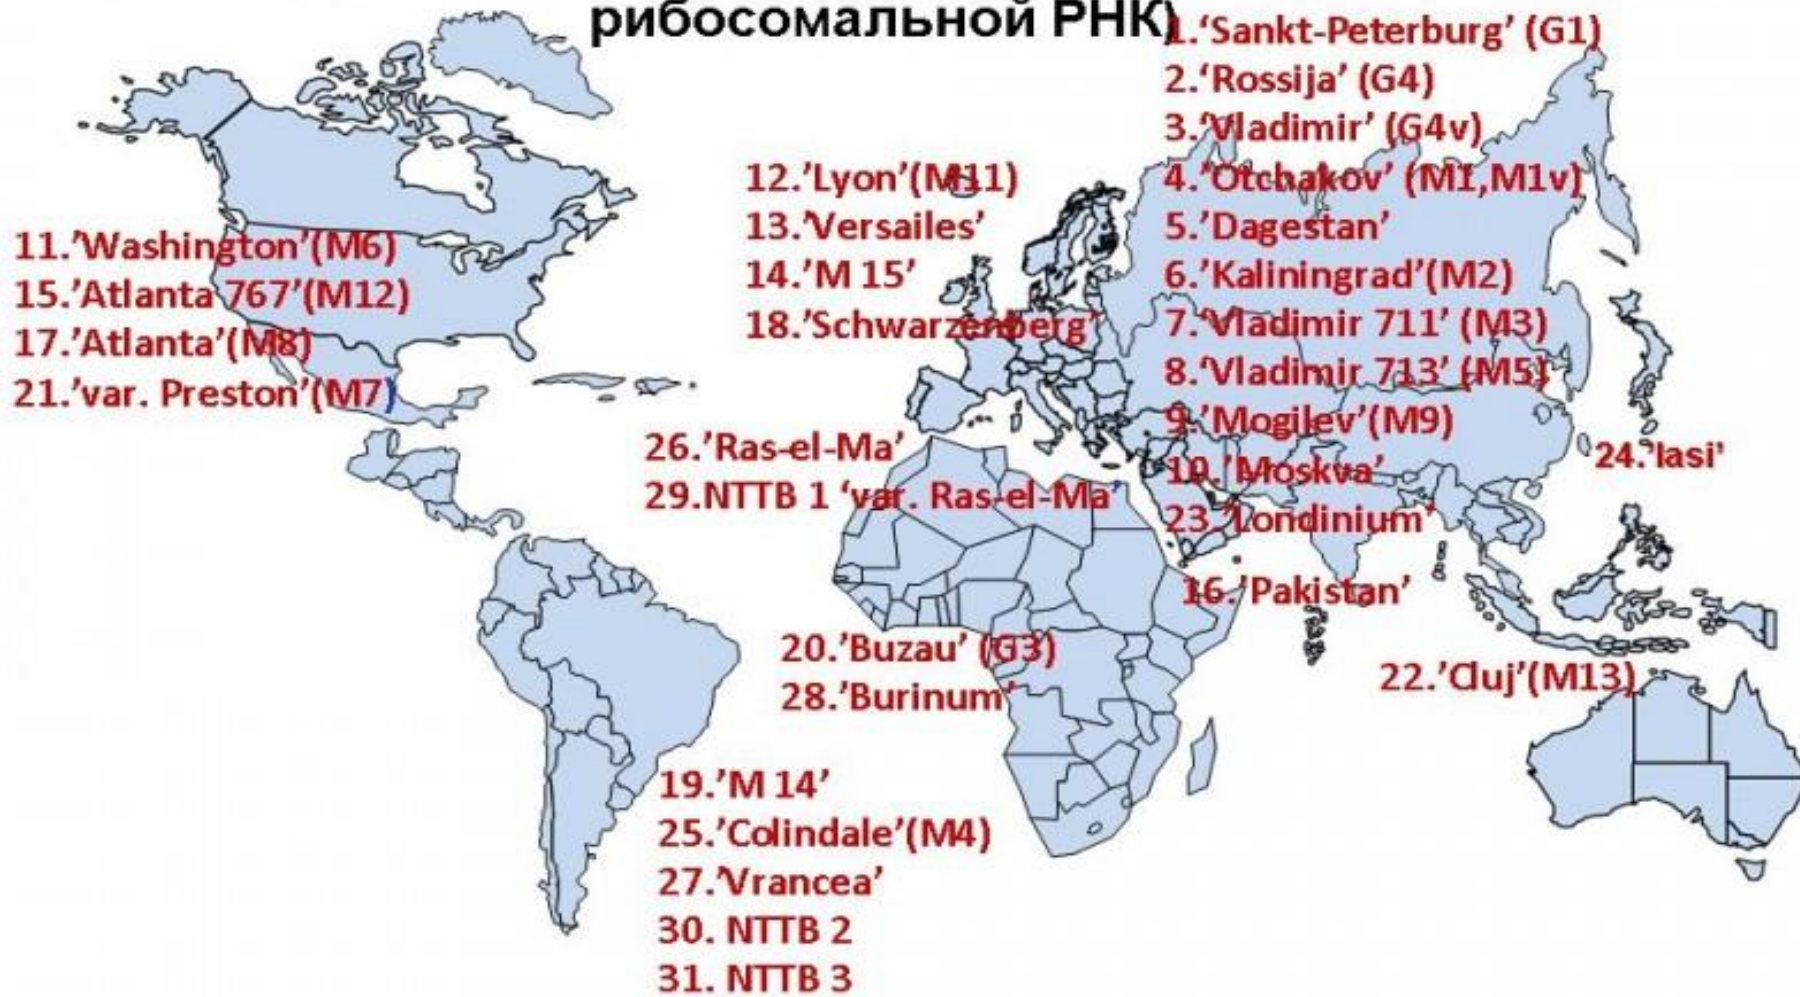 рибосомальной РНК)
1.‘Sankt-Peterburg’ (G1)
2.‘Rossija’ (G4)
3.‘Vladimir’ (G4v)
4.’Otchakov’ (M1,M1v)
5.’Dagestan’
6.’Kaliningrad’(M2)
7.‘Vladimir 711’ (M3)
8.‘Vladimir 713’ (M5)
9.’Mogilev’(M9)
10.’Moskva’
23.’Londinium’
12.’Lyon’(M11)
13.’Versailes’
14.’M 15’
18.’Schwarzenberg’
11.’Washington’(M6)
15.’Atlanta 767’(M12)
17.’Atlanta’(M8)
21.’var. Preston’(M7)
26.’Ras-el-Ma’
29.NTTB 1 ‘var. Ras-el-Ma’
24.’Iasi’
16.’Pakistan’
20.’Buzau’ (G3)
28.’Burinum’
22.’Cluj’(M13)
19.’M 14’
25.’Colindale’(M4)
27.’Vrancea’
30. NTTB 2
31. NTTB 3